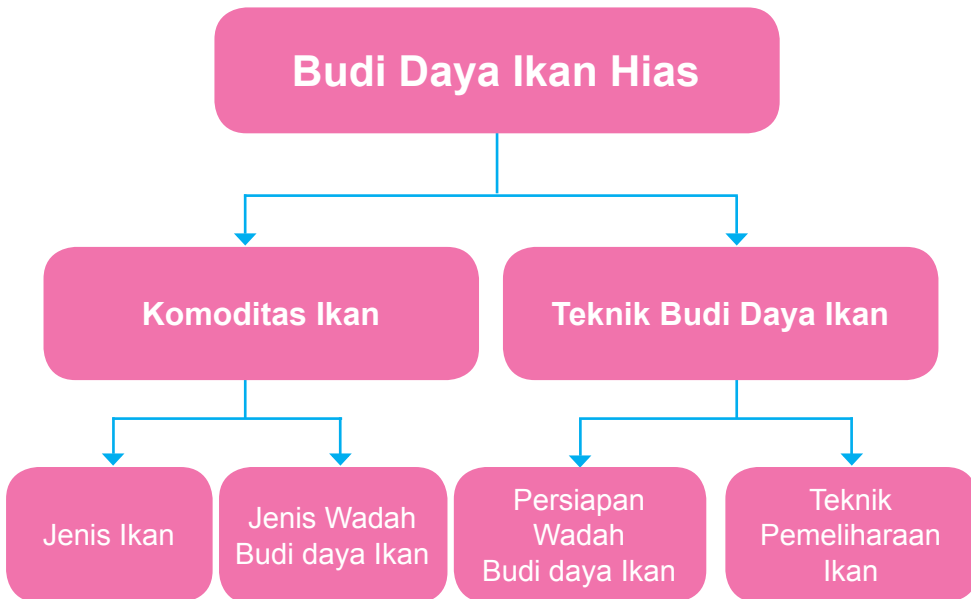 Budi Daya Ikan Hias
Komoditas Ikan
Teknik Budi Daya Ikan
Jenis Ikan
Jenis Wadah
Budi daya Ikan
Persiapan
Wadah
Budi daya Ikan
Teknik
Pemeliharaan
Ikan